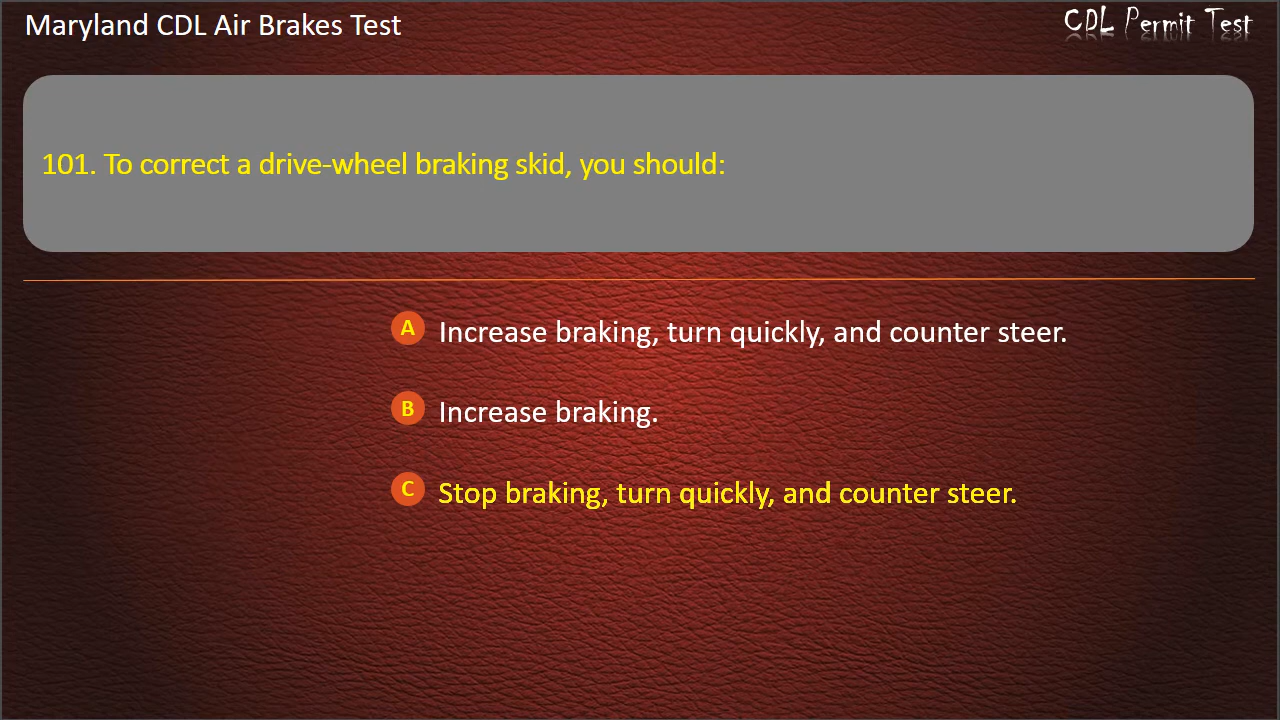 Maryland CDL Air Brakes Test
CDL Permit Test
101. To correct a drive-wheel braking skid, you should:
A Increase braking, turn quickly, and counter steer.
B Increase braking.
C Stop braking, turn quickly, and counter steer.